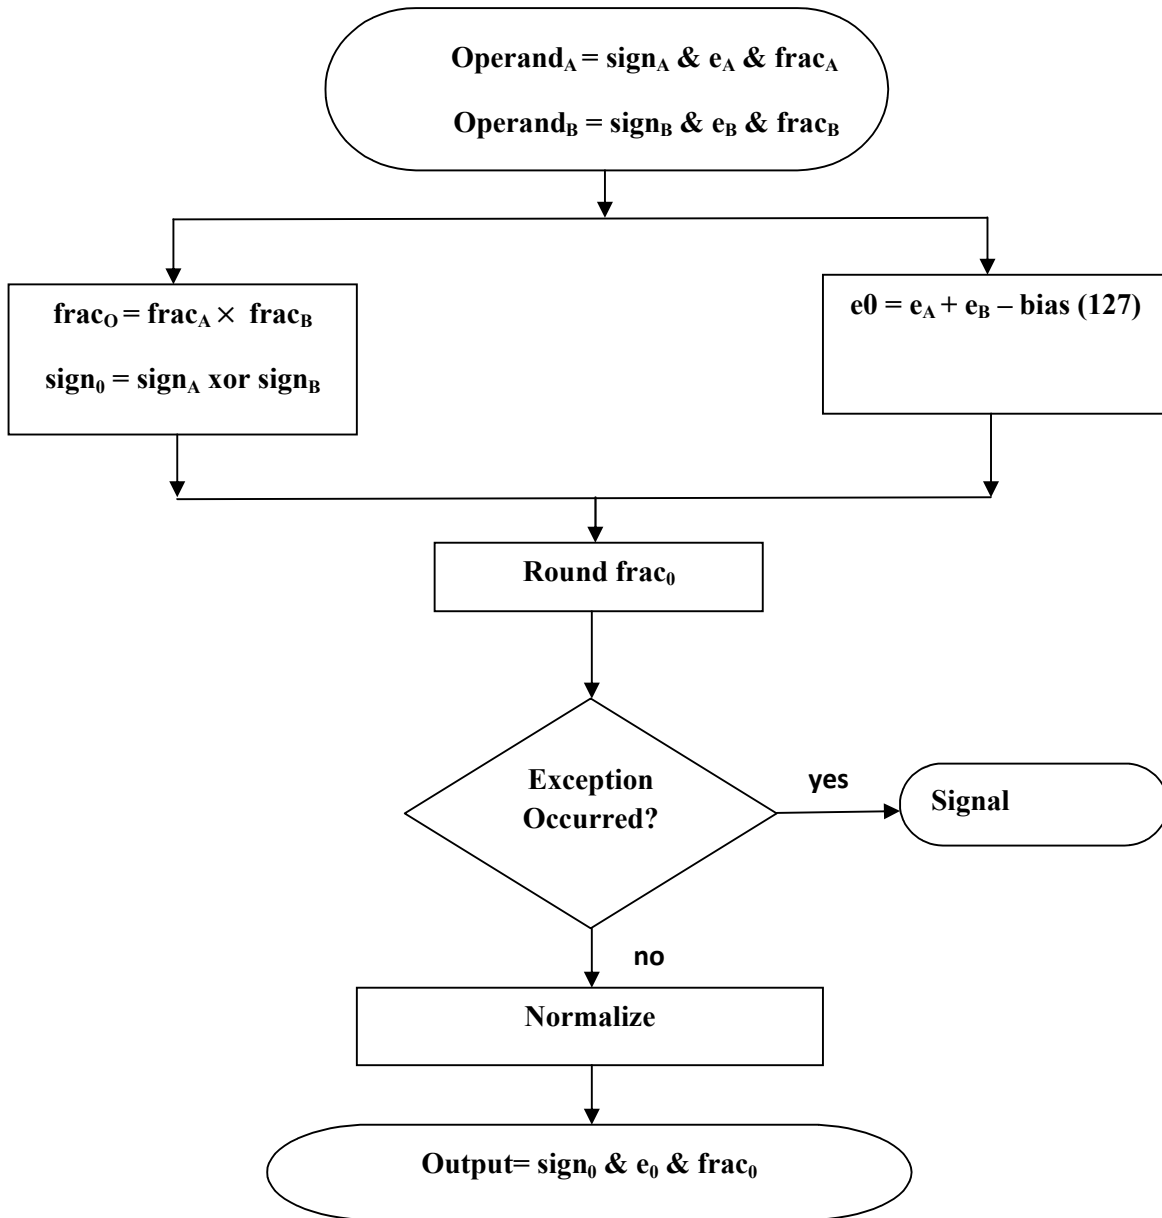 Operand_A = sign_A & e_A & frac_A
Operand_B = sign_B & e_B & frac_B
frac_O = frac_A × frac_B
sign_0 = sign_A xor sign_B
e0 = e_A + e_B – bias (127)
Round frac_0
Exception
Occurred?
yes
Signal
no
Normalize
Output= sign_0 & e_0 & frac_0